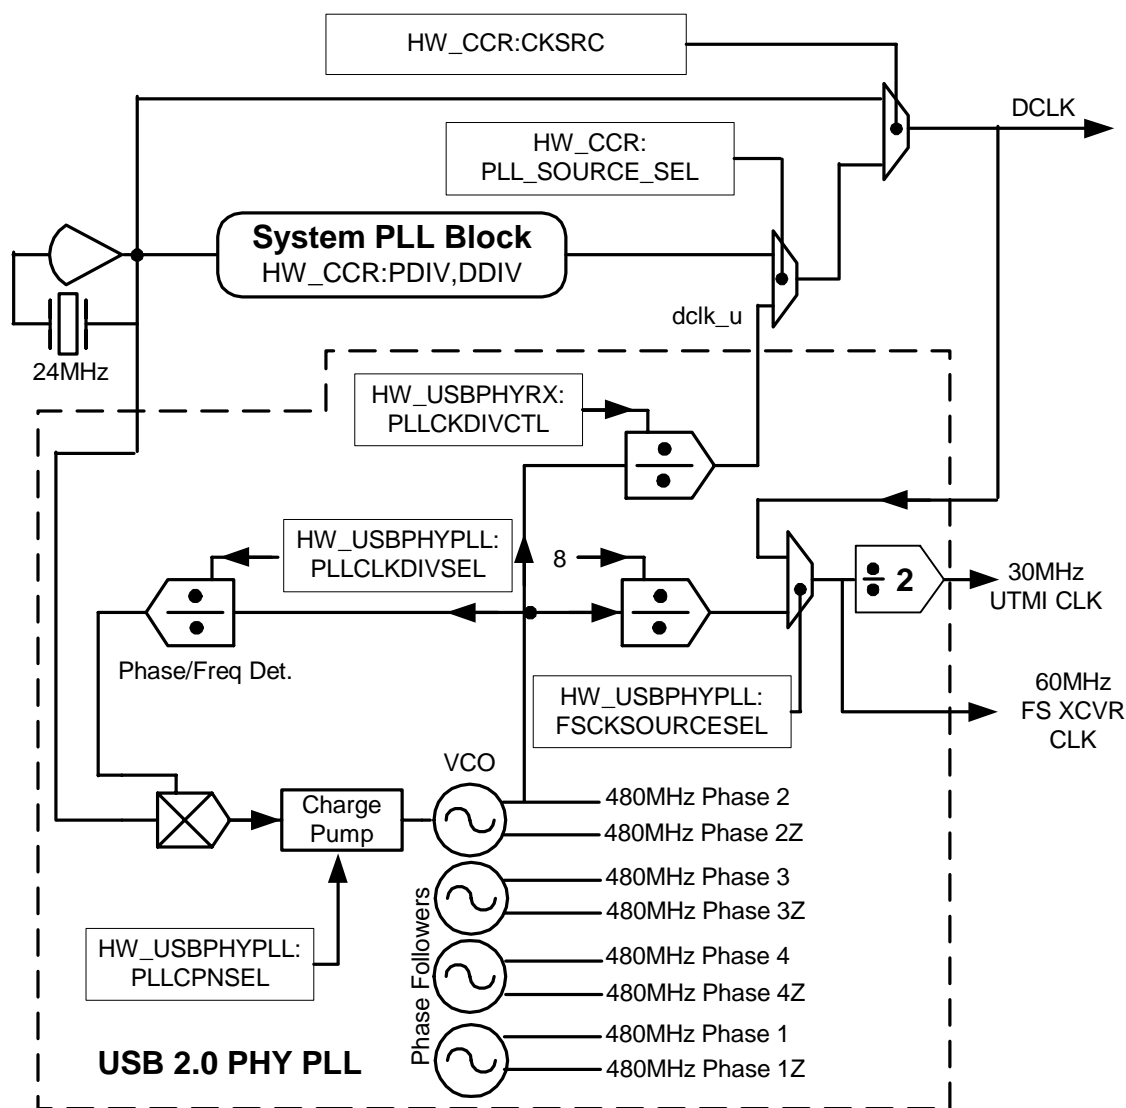 HW_CCR:CKSRC
DCLK
HW_CCR:
PLL_SOURCE_SEL
System PLL Block
HW_CCR:PDIV,DDIV
dclk_u
24MHz
HW_USBPHYRX:
PLLCKDIVCTL
HW_USBPHYPLL:
PLLCLKDIVSEL
8
÷ 2
30MHz
UTMI CLK
Phase/Freq Det.
HW_USBPHYPLL:
FSCKSOURCESEL
60MHz
FS XCVR
CLK
VCO
Charge
Pump
480MHz Phase 2
480MHz Phase 2Z
480MHz Phase 3
480MHz Phase 3Z
Phase Followers
HW_USBPHYPLL:
PLLCPNSEL
480MHz Phase 4
480MHz Phase 4Z
480MHz Phase 1
480MHz Phase 1Z
USB 2.0 PHY PLL